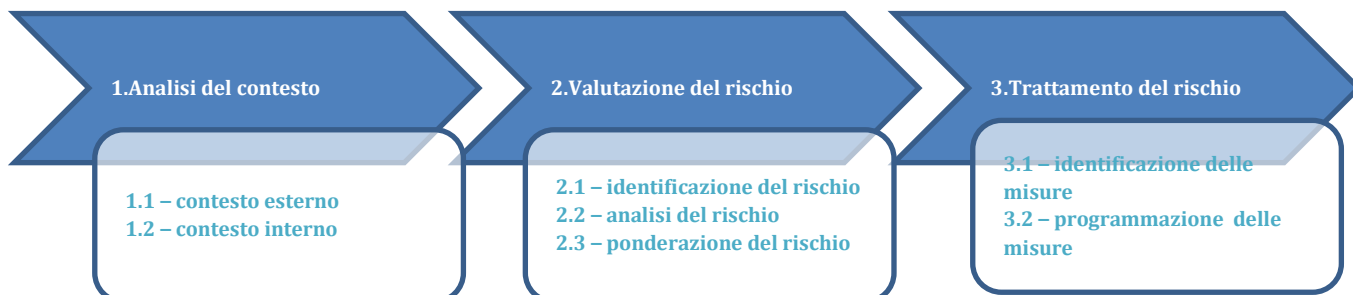 1.Analisi del contesto
1.1 – contesto esterno
1.2 – contesto interno
2.Valutazione del rischio
2.1 – identificazione del rischio
2.2 – analisi del rischio
2.3 – ponderazione del rischio
3.Trattamento del rischio
3.1 – identificazione delle
misure
3.2 – programmazione  delle
misure